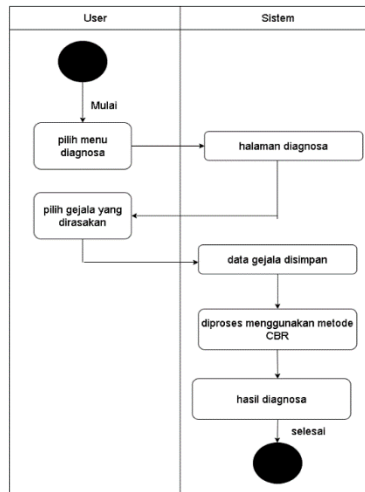 User
Sistem
Mulai
pilih menu
diagnosa
halaman diagnosa
pilih gejala yang
dirasakan
data gejala disimpan
diproses menggunakan metode
CBR
hasil diagnosa
selesai